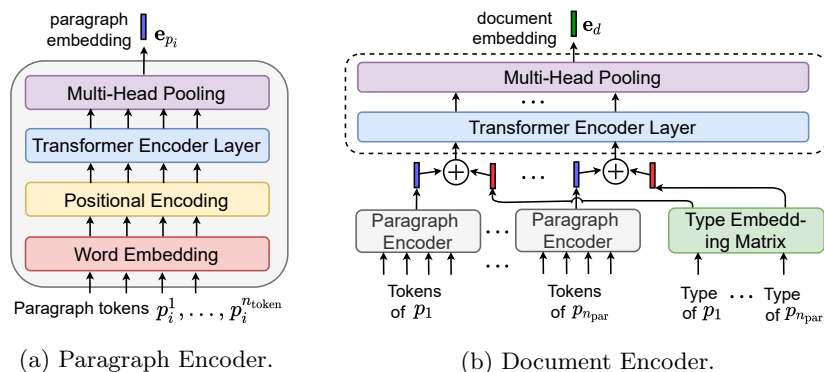 paragraph
embedding
e_{p_i}
Multi-Head Pooling
Transformer Encoder Layer
Positional Encoding
Word Embedding
Paragraph tokens p_i^1, ..., p_i^{n_token}
(a) Paragraph Encoder.
document
embedding
e_d
Multi-Head Pooling
...
Transformer Encoder Layer
+ ... +
Paragraph
Encoder
...
Paragraph
Encoder
Type Embedd-
ing Matrix
...
Tokens
of p_1
Tokens
of p_{n_par}
Type
of p_1
...
Type
of p_{n_par}
(b) Document Encoder.